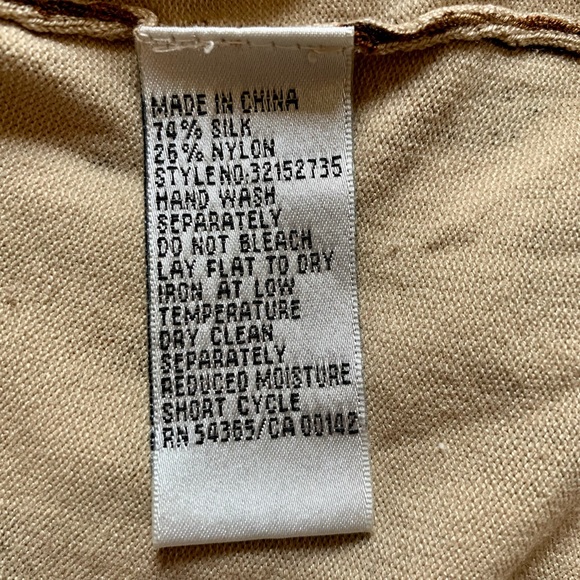 MADE IN CHINA
74% SILK
26% NYLON
STYLE NO.32152735
HAND WASH
SEPARATELY
DO NOT BLEACH
LAY FLAT TO DRY
IRON AT LOW
TEMPERATURE
DRY CLEAN
SEPARATELY
REDUCED MOISTURE
SHORT CYCLE
RN 54365/CA 00142